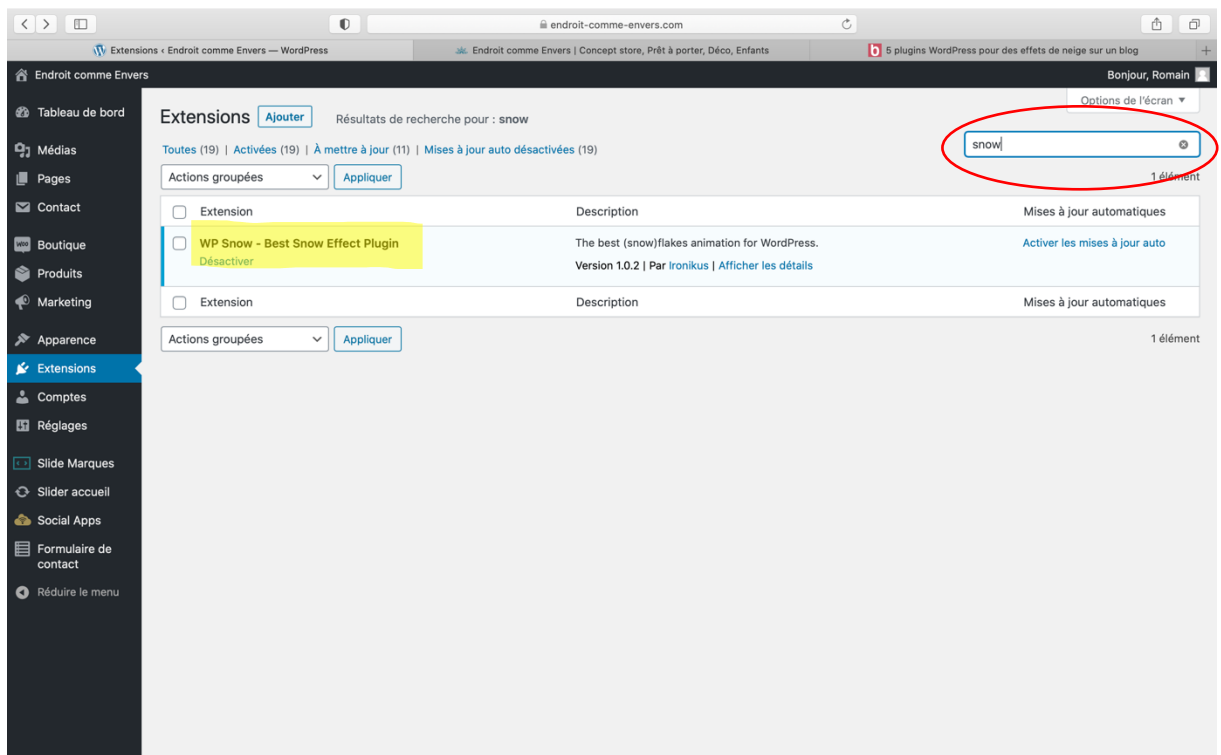 endroit-comme-envers.com
Extensions ‹ Endroit comme Envers — WordPress
Endroit comme Envers | Concept store, Prêt à porter, Déco, Enfants
b 5 plugins WordPress pour des effets de neige sur un blog
Endroit comme Envers
Bonjour, Romain
Options de l'écran ▼
Tableau de bord
Médias
Pages
Contact
Boutique
Produits
Marketing
Apparence
Extensions
Comptes
Réglages
Slide Marques
Slider accueil
Social Apps
Formulaire de
contact
Réduire le menu
Extensions Ajouter Résultats de recherche pour : snow
snow
Toutes (19) | Activées (19) | À mettre à jour (11) | Mises à jour auto désactivées (19)
Actions groupées Appliquer
1 élément
Extension Description Mises à jour automatiques
WP Snow - Best Snow Effect Plugin The best (snow)flakes animation for WordPress. Activer les mises à jour auto
Désactiver Version 1.0.2 | Par Ironikus | Afficher les détails
Extension Description Mises à jour automatiques
Actions groupées Appliquer 1 élément